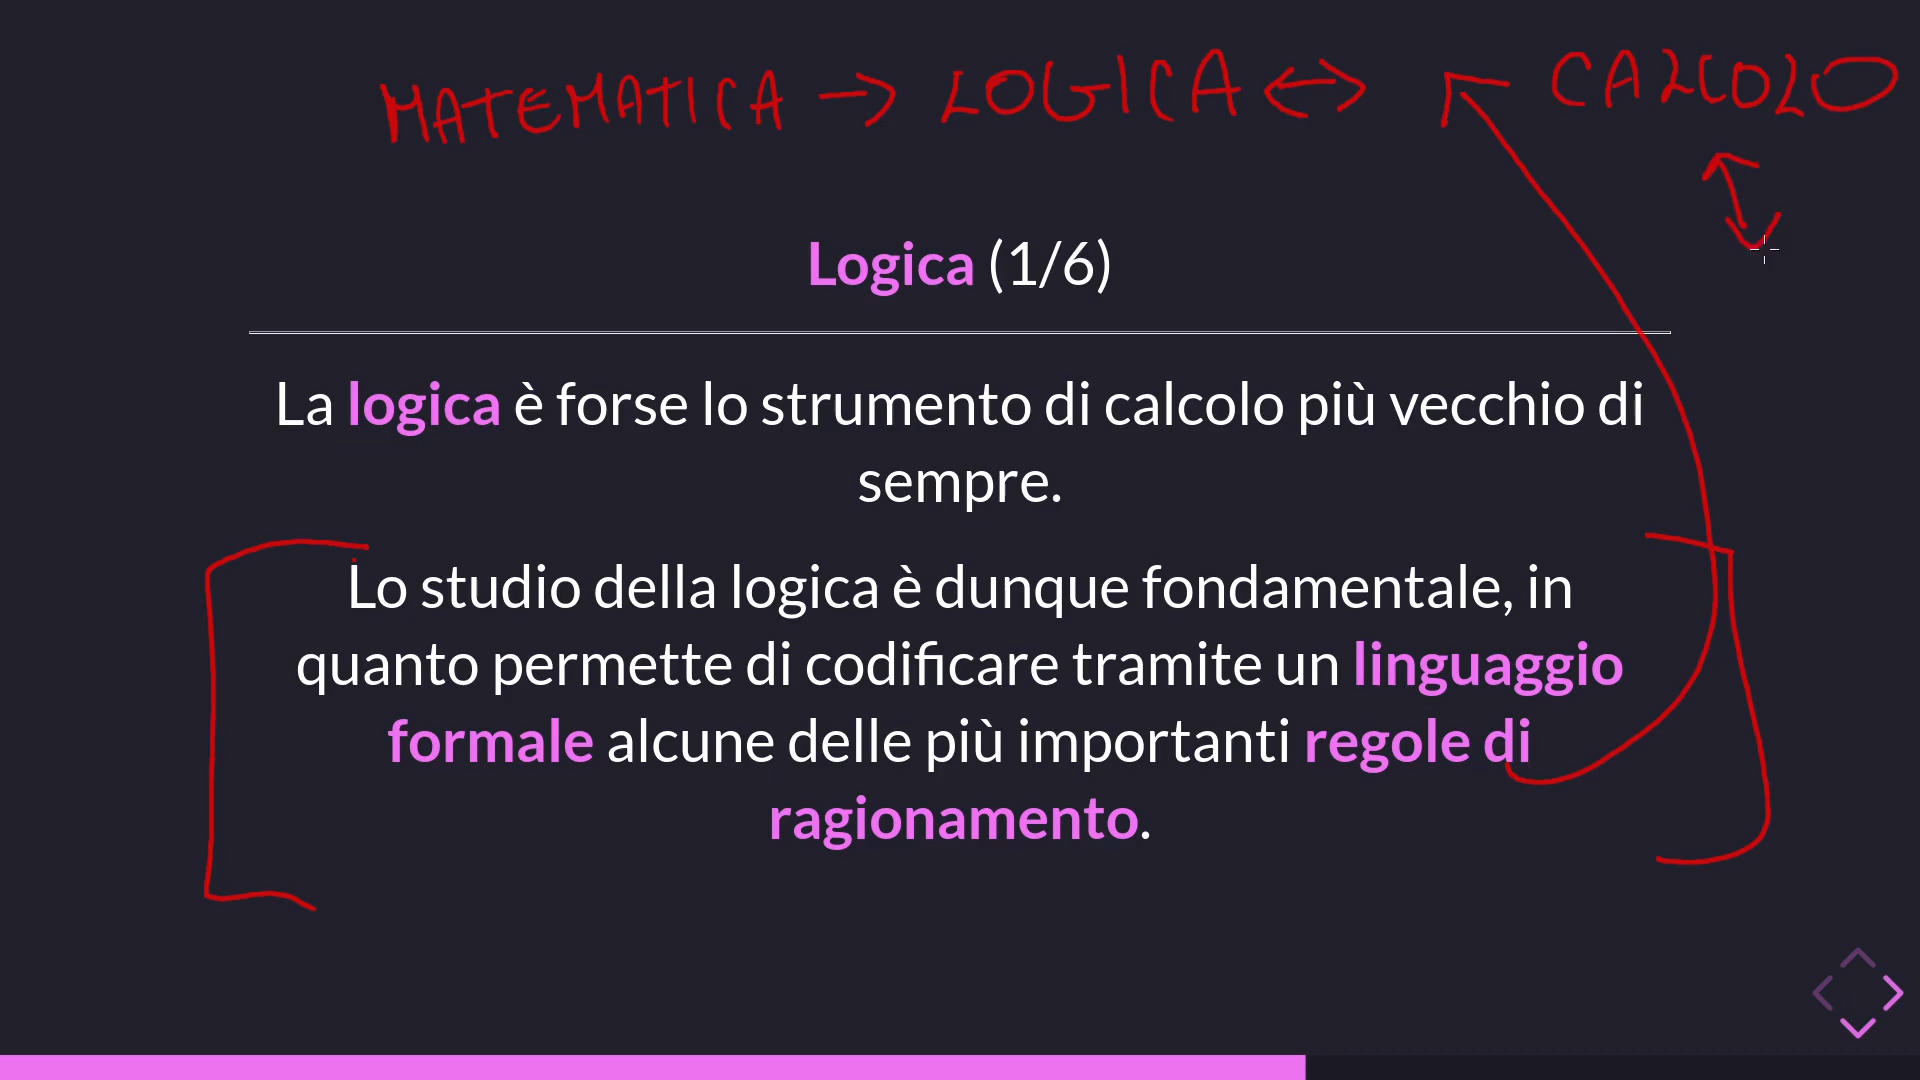 MATEMATICA → LOGICA ↔ CALCOLO
Logica (1/6)
La logica è forse lo strumento di calcolo più vecchio di
sempre.
Lo studio della logica è dunque fondamentale, in
quanto permette di codificare tramite un linguaggio
formale alcune delle più importanti regole di
ragionamento.